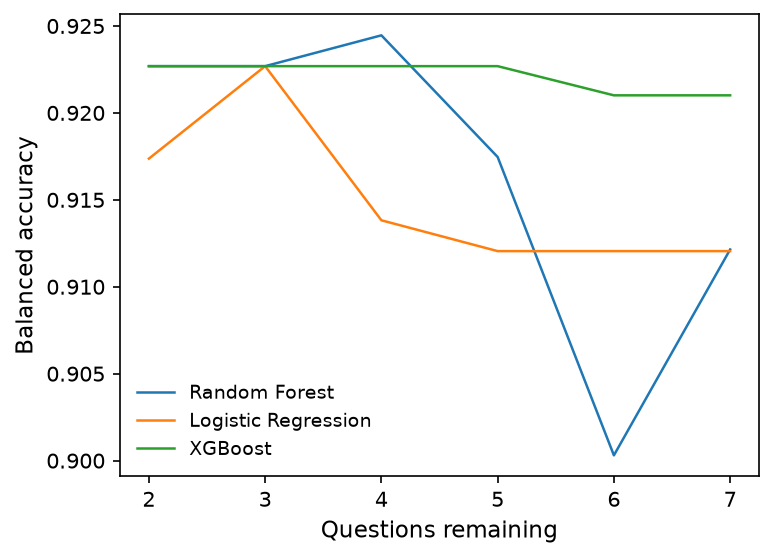 0.925
0.920
0.915
0.910
0.905
0.900
Balanced accuracy
Random Forest
Logistic Regression
XGBoost
2 3 4 5 6 7
Questions remaining